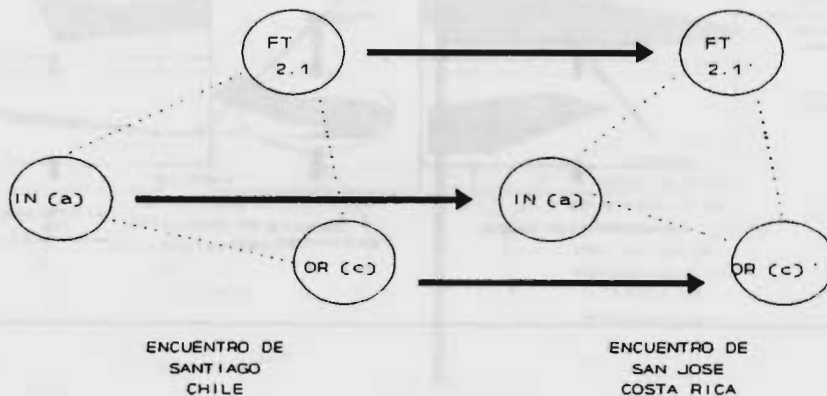 FT
2.1
FT
2.1
IN (a)
IN (a)
OR (c)
OR (c)
ENCUENTRO DE
SANTIAGO
CHILE
ENCUENTRO DE
SAN JOSE
COSTA RICA